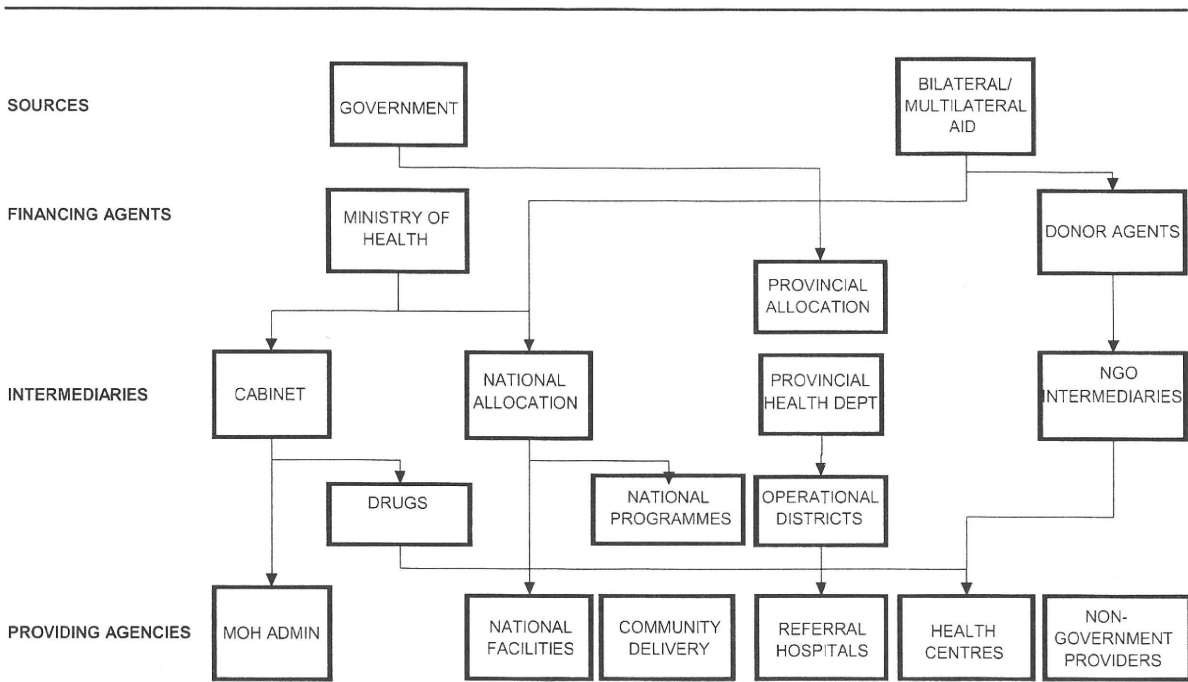 SOURCES
GOVERNMENT
BILATERAL/
MULTILATERAL
AID
FINANCING AGENTS
MINISTRY OF
HEALTH
DONOR AGENTS
PROVINCIAL
ALLOCATION
INTERMEDIARIES
CABINET
NATIONAL
ALLOCATION
PROVINCIAL
HEALTH DEPT
NGO
INTERMEDIARIES
DRUGS
NATIONAL
PROGRAMMES
OPERATIONAL
DISTRICTS
PROVIDING AGENCIES
MOH ADMIN
NATIONAL
FACILITIES
COMMUNITY
DELIVERY
REFERRAL
HOSPITALS
HEALTH
CENTRES
NON-
GOVERNMENT
PROVIDERS